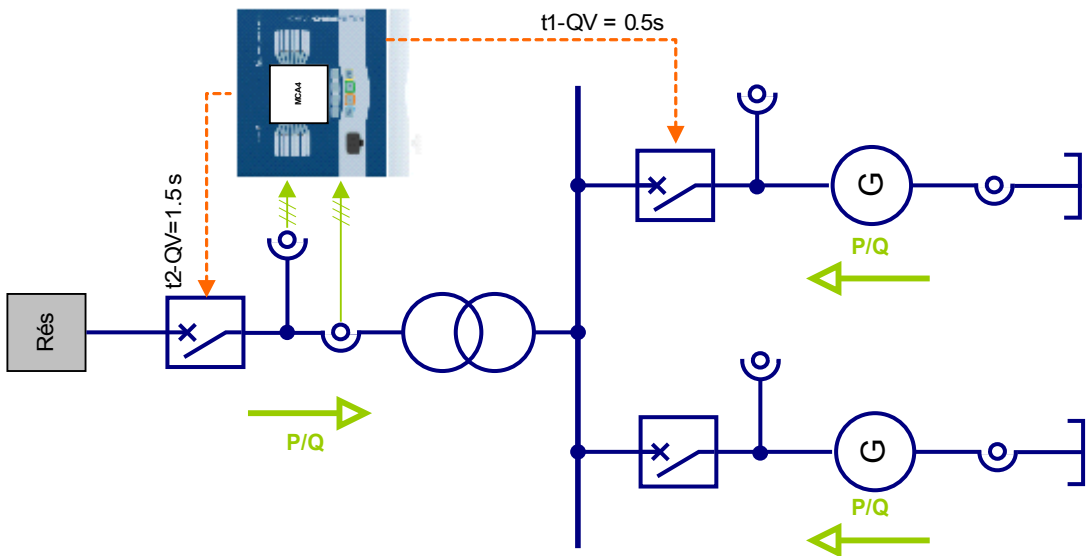 t1-QV = 0.5s
MCA4
t2-QV=1.5 s
G
P/Q
Rés
P/Q
G
P/Q